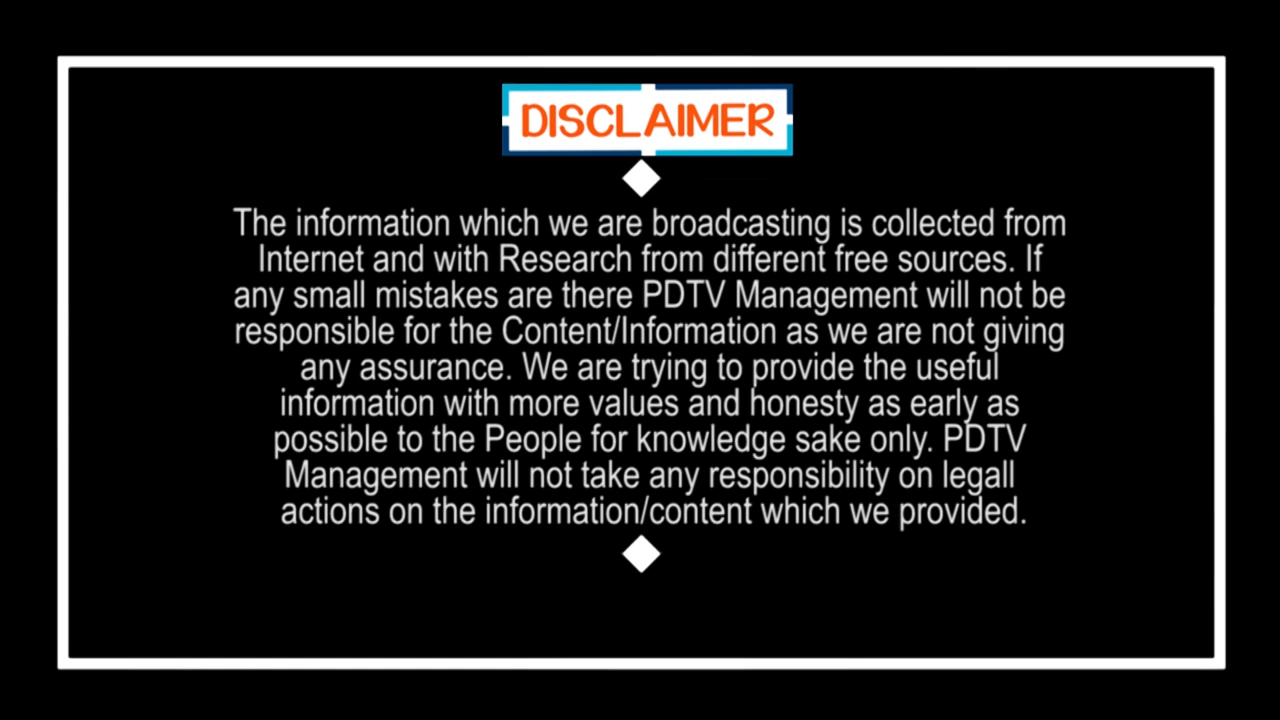 DISCLAIMER
The information which we are broadcasting is collected from
Internet and with Research from different free sources. If
any small mistakes are there PDTV Management will not be
responsible for the Content/Information as we are not giving
any assurance. We are trying to provide the useful
information with more values and honesty as early as
possible to the People for knowledge sake only. PDTV
Management will not take any responsibility on legall
actions on the information/content which we provided.